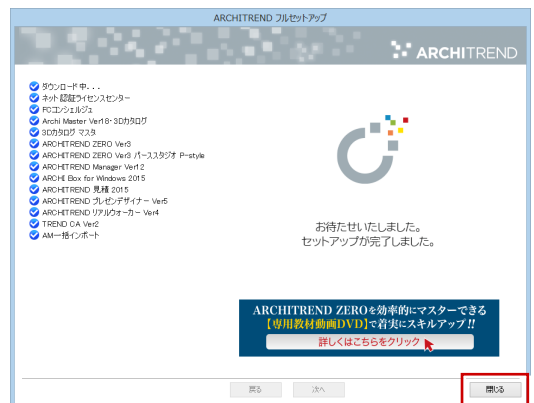 ARCHITREND フルセットアップ
ARCHITREND
ダウンロード中...
ネット認証ライセンスセンター
FCコンシェルジュ
Archi Master Ver18・3Dカタログ
3Dカタログ マスタ
ARCHITREND ZERO Ver3
ARCHITREND ZERO Ver3 パーススタジオ P-style
ARCHITREND Manager Ver12
ARCHI Box for Windows 2015
ARCHITREND 見積 2015
ARCHITREND プレゼンデザイナー Ver5
ARCHITREND リアルウォーカー Ver4
TREND CA Ver2
AM一括インポート
お待たせいたしました。
セットアップが完了しました。
ARCHITREND ZEROを効率的にマスターできる
【専用教材動画DVD】で着実にスキルアップ!!
詳しくはこちらをクリック
戻る
次へ
閉じる